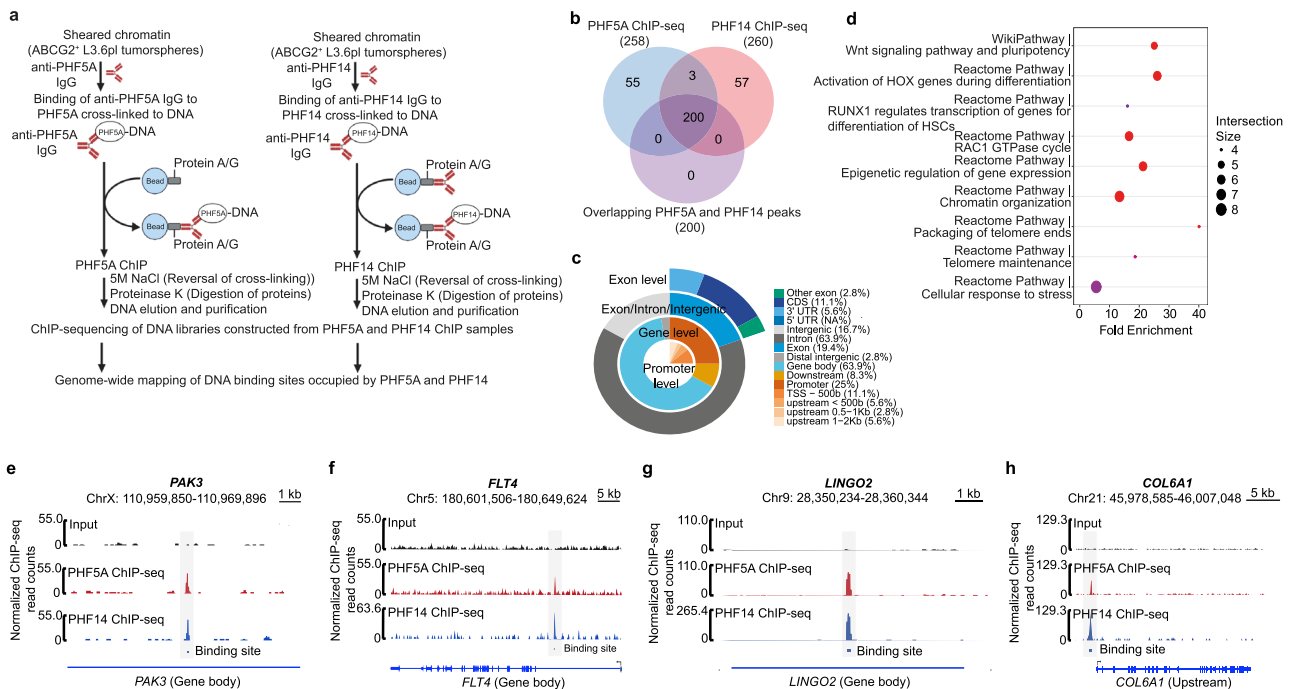 a
Sheared chromatin
(ABCG2⁺ L3.6pl tumorspheres)
anti-PHF5A
IgG
Binding of anti-PHF5A IgG to
PHF5A cross-linked to DNA
anti-PHF5A
IgG
PHF5A
-DNA
Bead
Protein A/G
Bead
PHF5A
-DNA
Protein A/G
PHF5A ChIP
5M NaCl (Reversal of cross-linking))
Proteinase K (Digestion of proteins)
DNA elution and purification
Sheared chromatin
(ABCG2⁺ L3.6pl tumorspheres)
anti-PHF14
IgG
Binding of anti-PHF14 IgG to
PHF14 cross-linked to DNA
anti-PHF14
IgG
PHF14
-DNA
Bead
Protein A/G
Bead
PHF14
-DNA
Protein A/G
PHF14 ChIP
5M NaCl (Reversal of cross-linking)
Proteinase K (Digestion of proteins)
DNA elution and purification
ChIP-sequencing of DNA libraries constructed from PHF5A and PHF14 ChIP samples
Genome-wide mapping of DNA binding sites occupied by PHF5A and PHF14
b
PHF5A ChIP-seq
(258)
PHF14 ChIP-seq
(260)
55
3
57
200
0
0
0
Overlapping PHF5A and PHF14 peaks
(200)
c
Exon level
Exon/Intron/Intergenic
Gene level
Promoter
level
Other exon (2.8%)
CDS (11.1%)
3' UTR (5.6%)
5' UTR (NA%)
Intergenic (16.7%)
Intron (63.9%)
Exon (19.4%)
Distal intergenic (2.8%)
Gene body (63.9%)
Downstream (8.3%)
Promoter (25%)
TSS − 500b (11.1%)
upstream < 500b (5.6%)
upstream 0.5−1Kb (2.8%)
upstream 1−2Kb (5.6%)
d
WikiPathway
Wnt signaling pathway and pluripotency
Reactome Pathway
Activation of HOX genes during differentiation
Reactome Pathway
RUNX1 regulates transcription of genes for
differentiation of HSCs
Reactome Pathway
RAC1 GTPase cycle
Reactome Pathway
Epigenetic regulation of gene expression
Reactome Pathway
Chromatin organization
Reactome Pathway
Packaging of telomere ends
Reactome Pathway
Telomere maintenance
Reactome Pathway
Cellular response to stress
0 10 20 30 40
Fold Enrichment
Intersection
Size
4
5
6
7
8
e
PAK3
ChrX: 110,959,850-110,969,896
1 kb
Normalized ChIP-seq
read counts
55.0
Input
0
55.0
PHF5A ChIP-seq
0
55.0
PHF14 ChIP-seq
0
Binding site
PAK3 (Gene body)
f
FLT4
Chr5: 180,601,506-180,649,624
5 kb
Normalized ChIP-seq
read counts
55.0
Input
0
55.0
PHF5A ChIP-seq
0
63.6
PHF14 ChIP-seq
0
Binding site
FLT4 (Gene body)
g
LINGO2
Chr9: 28,350,234-28,360,344
1 kb
Normalized ChIP-seq
read counts
110.0
Input
0
110.0
PHF5A ChIP-seq
0
265.4
PHF14 ChIP-seq
0
Binding site
LINGO2 (Gene body)
h
COL6A1
Chr21: 45,978,585-46,007,048
5 kb
Normalized ChIP-seq
read counts
129.3
Input
0
129.3
PHF5A ChIP-seq
0
129.3
PHF14 ChIP-seq
0
Binding site
COL6A1 (Upstream)